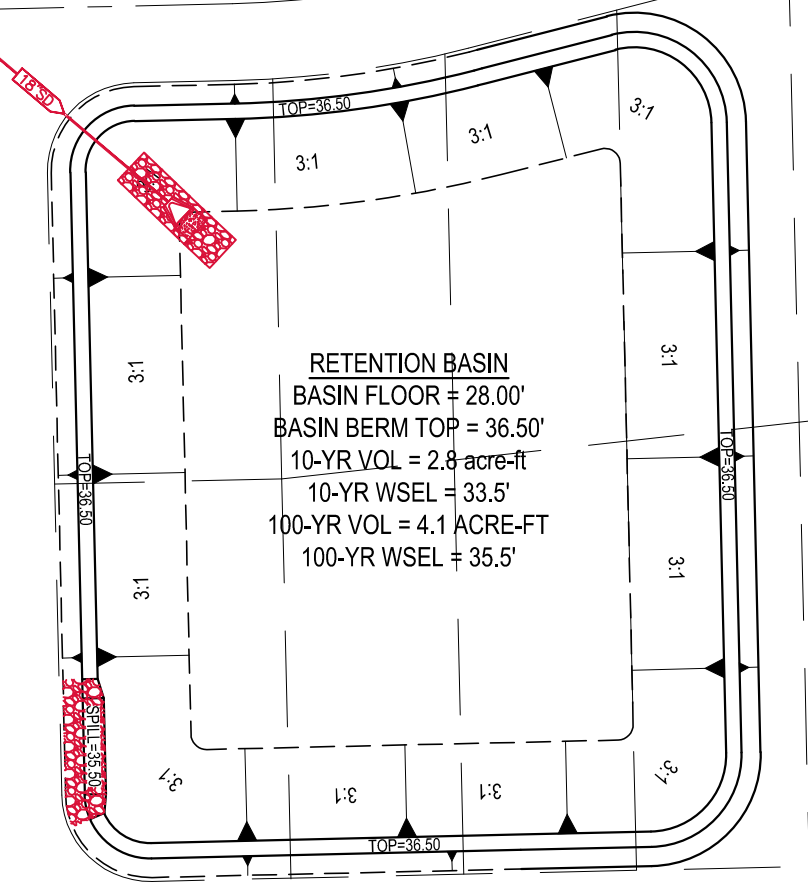 18"SD
TOP=36.50
3:1
3:1
3:1
RETENTION BASIN
BASIN FLOOR = 28.00'
BASIN BERM TOP = 36.50'
10-YR VOL = 2.8 acre-ft
10-YR WSEL = 33.5'
100-YR VOL = 4.1 ACRE-FT
100-YR WSEL = 35.5'
3:1
3:1
TOP=36.50
TOP=36.50
3:1
3:1
SPILL=35.50
3:1
3:1
3:1
3:1
TOP=36.50